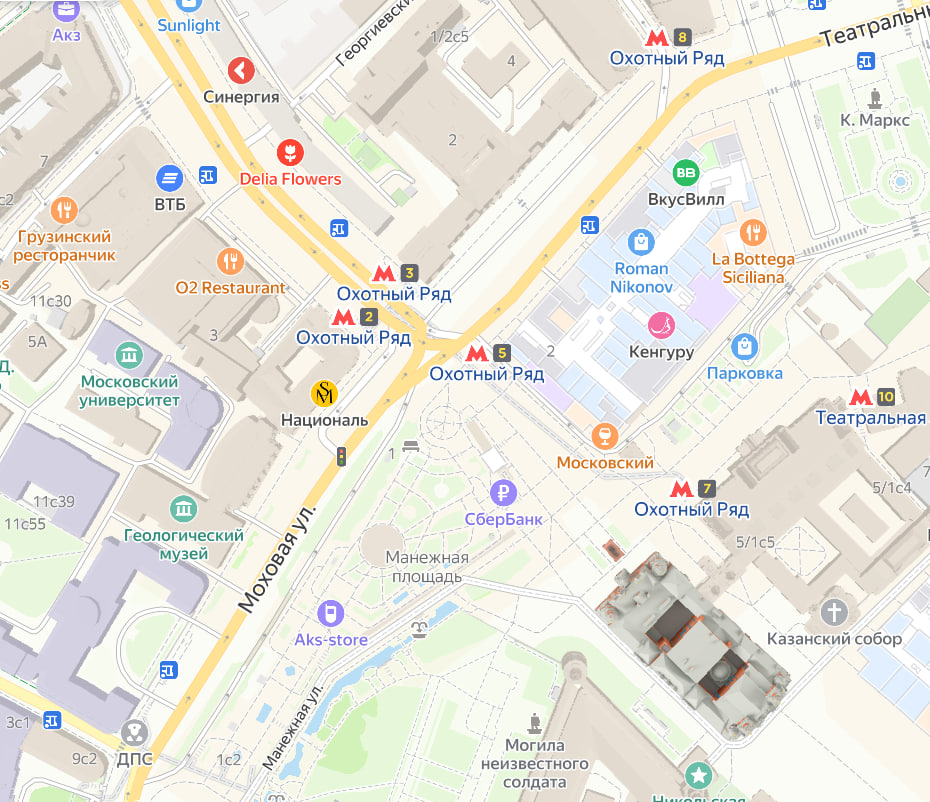 Акз
Sunlight
Георгиевский
1/2с5
8
Охотный Ряд
Театральный
Синергия
4
К. Маркс
2
7
Delia Flowers
ВТБ
ВкусВилл
с2
Грузинский
ресторанчик
La Bottega
Siciliana
Roman
Nikonov
O2 Restaurant
3
Охотный Ряд
2
Охотный Ряд
11с30
3
5А
5
Охотный Ряд
2
Кенгуру
Парковка
Д.
Московский
университет
10
Театральная
Националь
1
Московский
7
Охотный Ряд
5/1с4
7
СберБанк
11с39
11с55
Геологический
музей
Моховая ул.
Манежная
площадь
5/1с5
Aks-store
Казанский собор
Манежная ул.
3с1
9с2
ДПС
1с2
Могила
неизвестного
солдата
Никольская